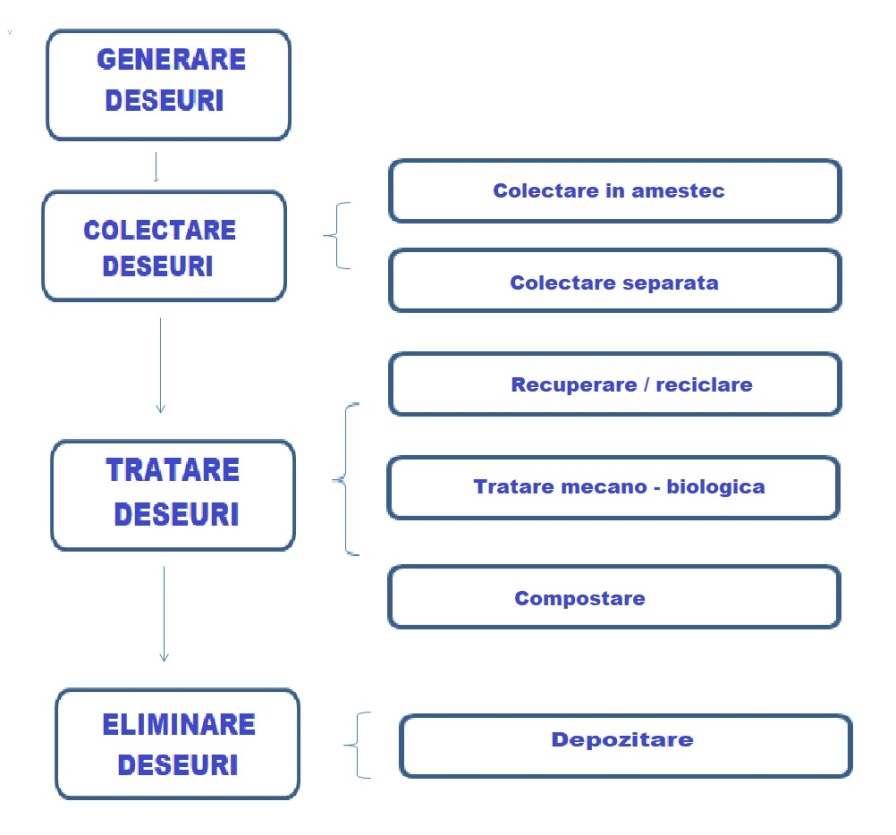 GENERARE
DESEURI
COLECTARE
DESEURI
Colectare in amestec
Colectare separata
TRATARE
DESEURI
Recuperare / reciclare
Tratare mecano - biologica
Compostare
ELIMINARE
DESEURI
Depozitare